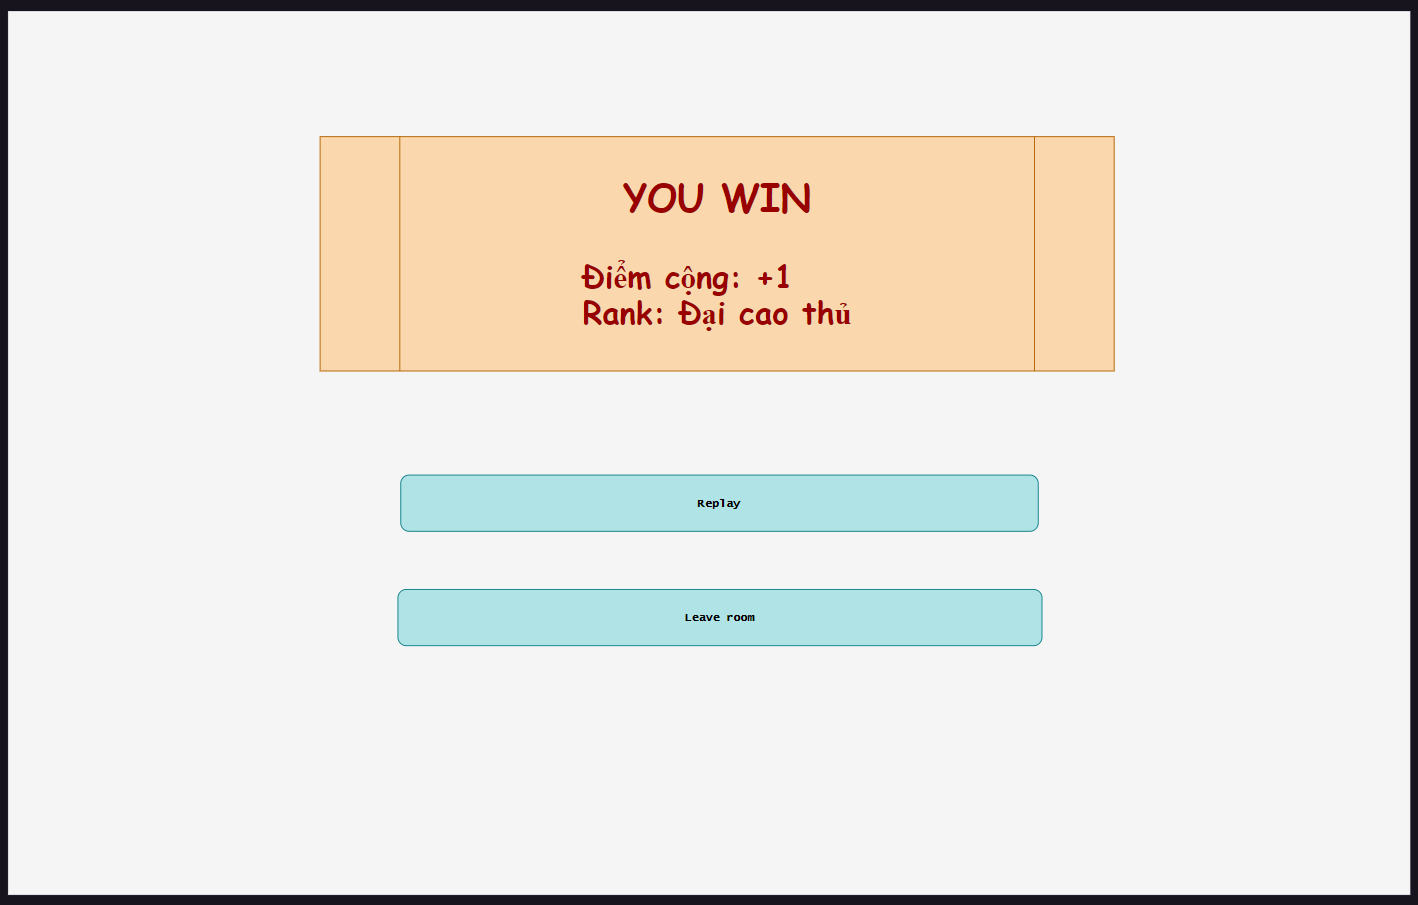 YOU WIN
Điểm cộng: +1
Rank: Đại cao thủ
Replay
Leave room